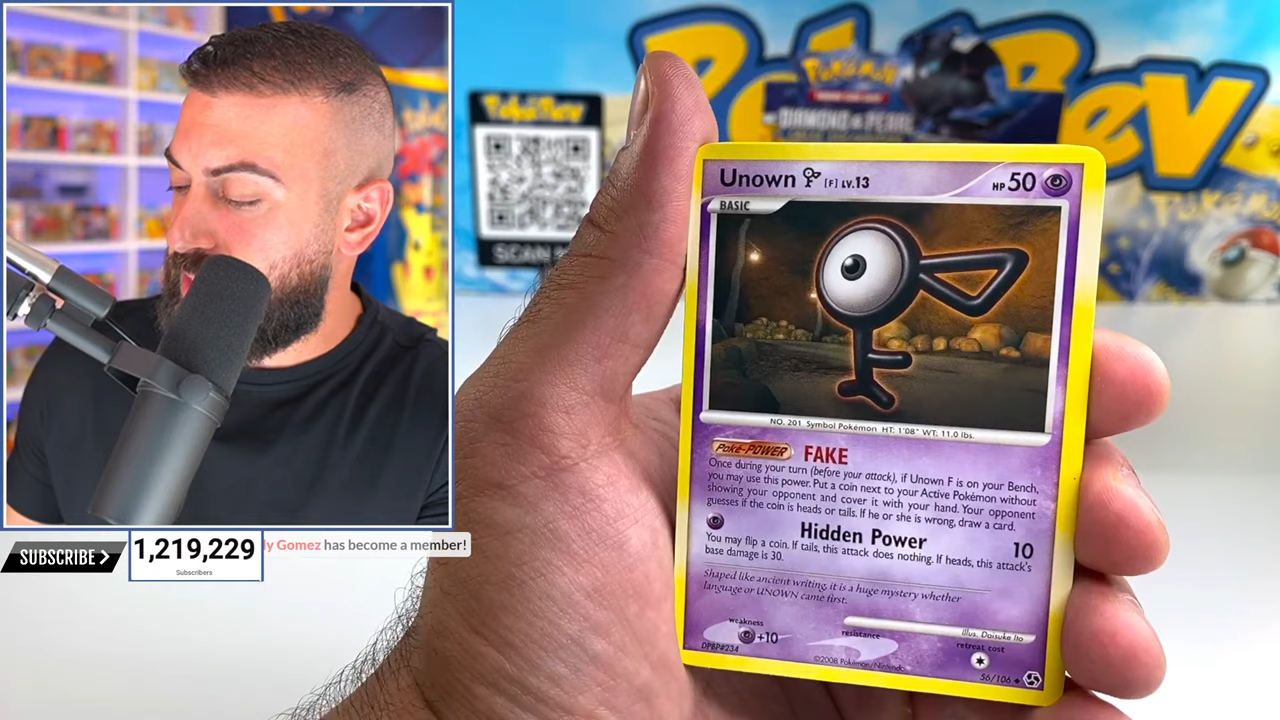 PokéRev
SCAN
PokéRev
Pokémon
DIAMOND & PEARL
Unown [F] LV.13 HP 50
BASIC
NO. 201 Symbol Pokémon HT: 1'08" WT: 11.0 lbs.
Poké-POWER FAKE
Once during your turn (before your attack), if Unown F is on your Bench,
you may use this power. Put a coin next to your Active Pokémon without
showing your opponent and cover it with your hand. Your opponent
guesses if the coin is heads or tails. If he or she is wrong, draw a card.
Hidden Power 10
You may flip a coin. If tails, this attack does nothing. If heads, this attack's
base damage is 30.
Shaped like ancient writing, it is a huge mystery whether
language or UNOWN came first.
weakness +10 resistance retreat cost
Illus. Daisuke Ito
DPBP#234
©2008 Pokémon/Nintendo
56/106
SUBSCRIBE
1,219,229
Subscribers
ly Gomez has become a member!